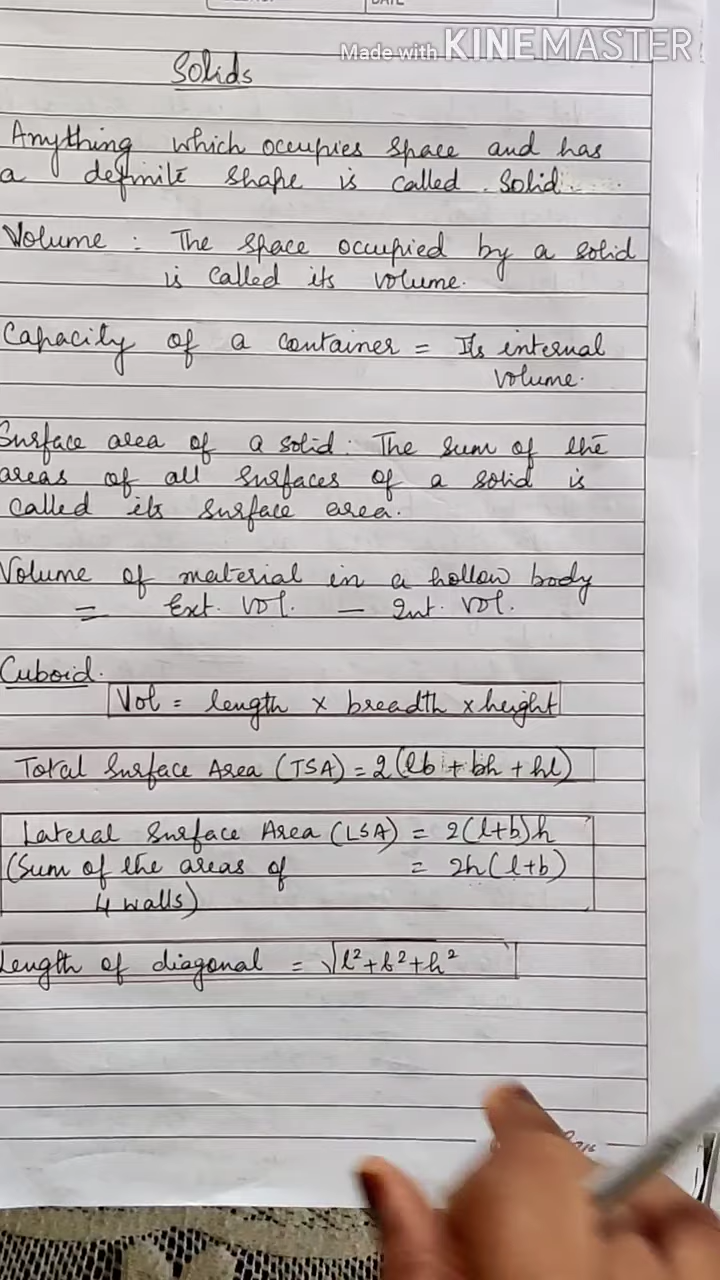 DATE
Made with KINEMASTER
Solids
Anything which occupies space and has
a definite shape is called solid.
Volume : The space occupied by a solid
is called its volume.
Capacity of a container = Its internal
volume.
Surface area of a solid : The sum of the
areas of all surfaces of a solid is
called its surface area.
Volume of material in a hollow body
= Ext. vol. — Int. vol.
Cuboid.
Vol = length × breadth × height
Total Surface Area (TSA) = 2(lb + bh + hl)
Lateral Surface Area (LSA) = 2(l+b)h
(Sum of the areas of = 2h(l+b)
4 walls)
Length of diagonal = √l²+b²+h²